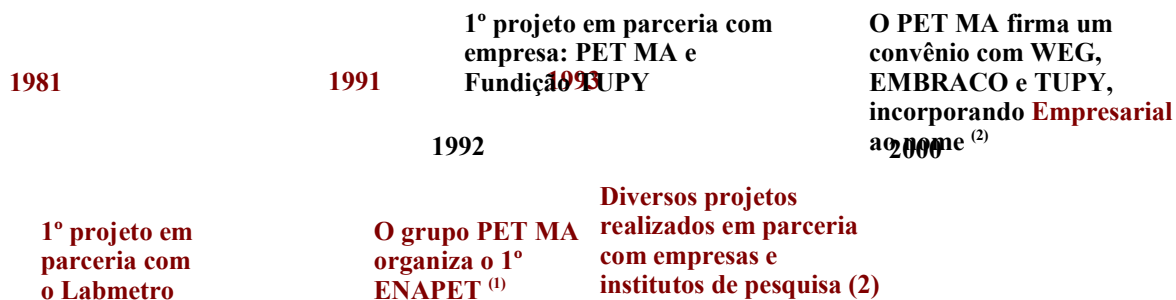 1º projeto em parceria com
empresa: PET MA e
Fundição TUPY
O PET MA firma um
convênio com WEG,
EMBRACO e TUPY,
incorporando Empresarial
ao nome (2)
1981
1991
1993
1992
2000
1º projeto em
parceria com
o Labmetro
O grupo PET MA
organiza o 1º
ENAPET (1)
Diversos projetos
realizados em parceria
com empresas e
institutos de pesquisa (2)